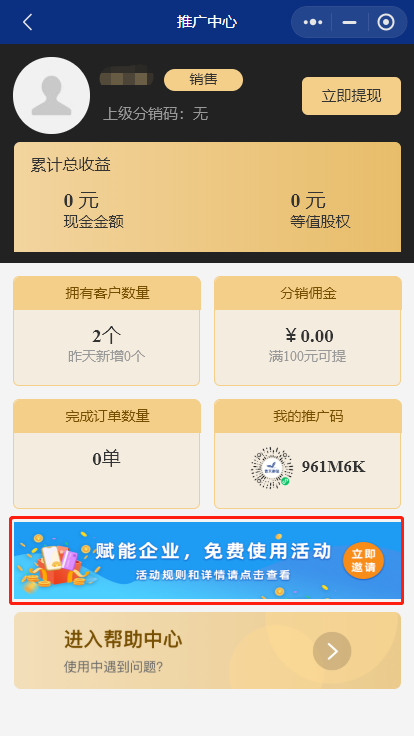 推广中心
销售
上级分销码：无
立即提现
累计总收益
0 元
0 元
现金金额
等值股权
拥有客户数量
分销佣金
2个
￥0.00
昨天新增0个
满100元可提
完成订单数量
我的推广码
0单
961M6K
赋能企业，免费使用活动
立即
邀请
活动规则和详情请点击查看
进入帮助中心
使用中遇到问题?